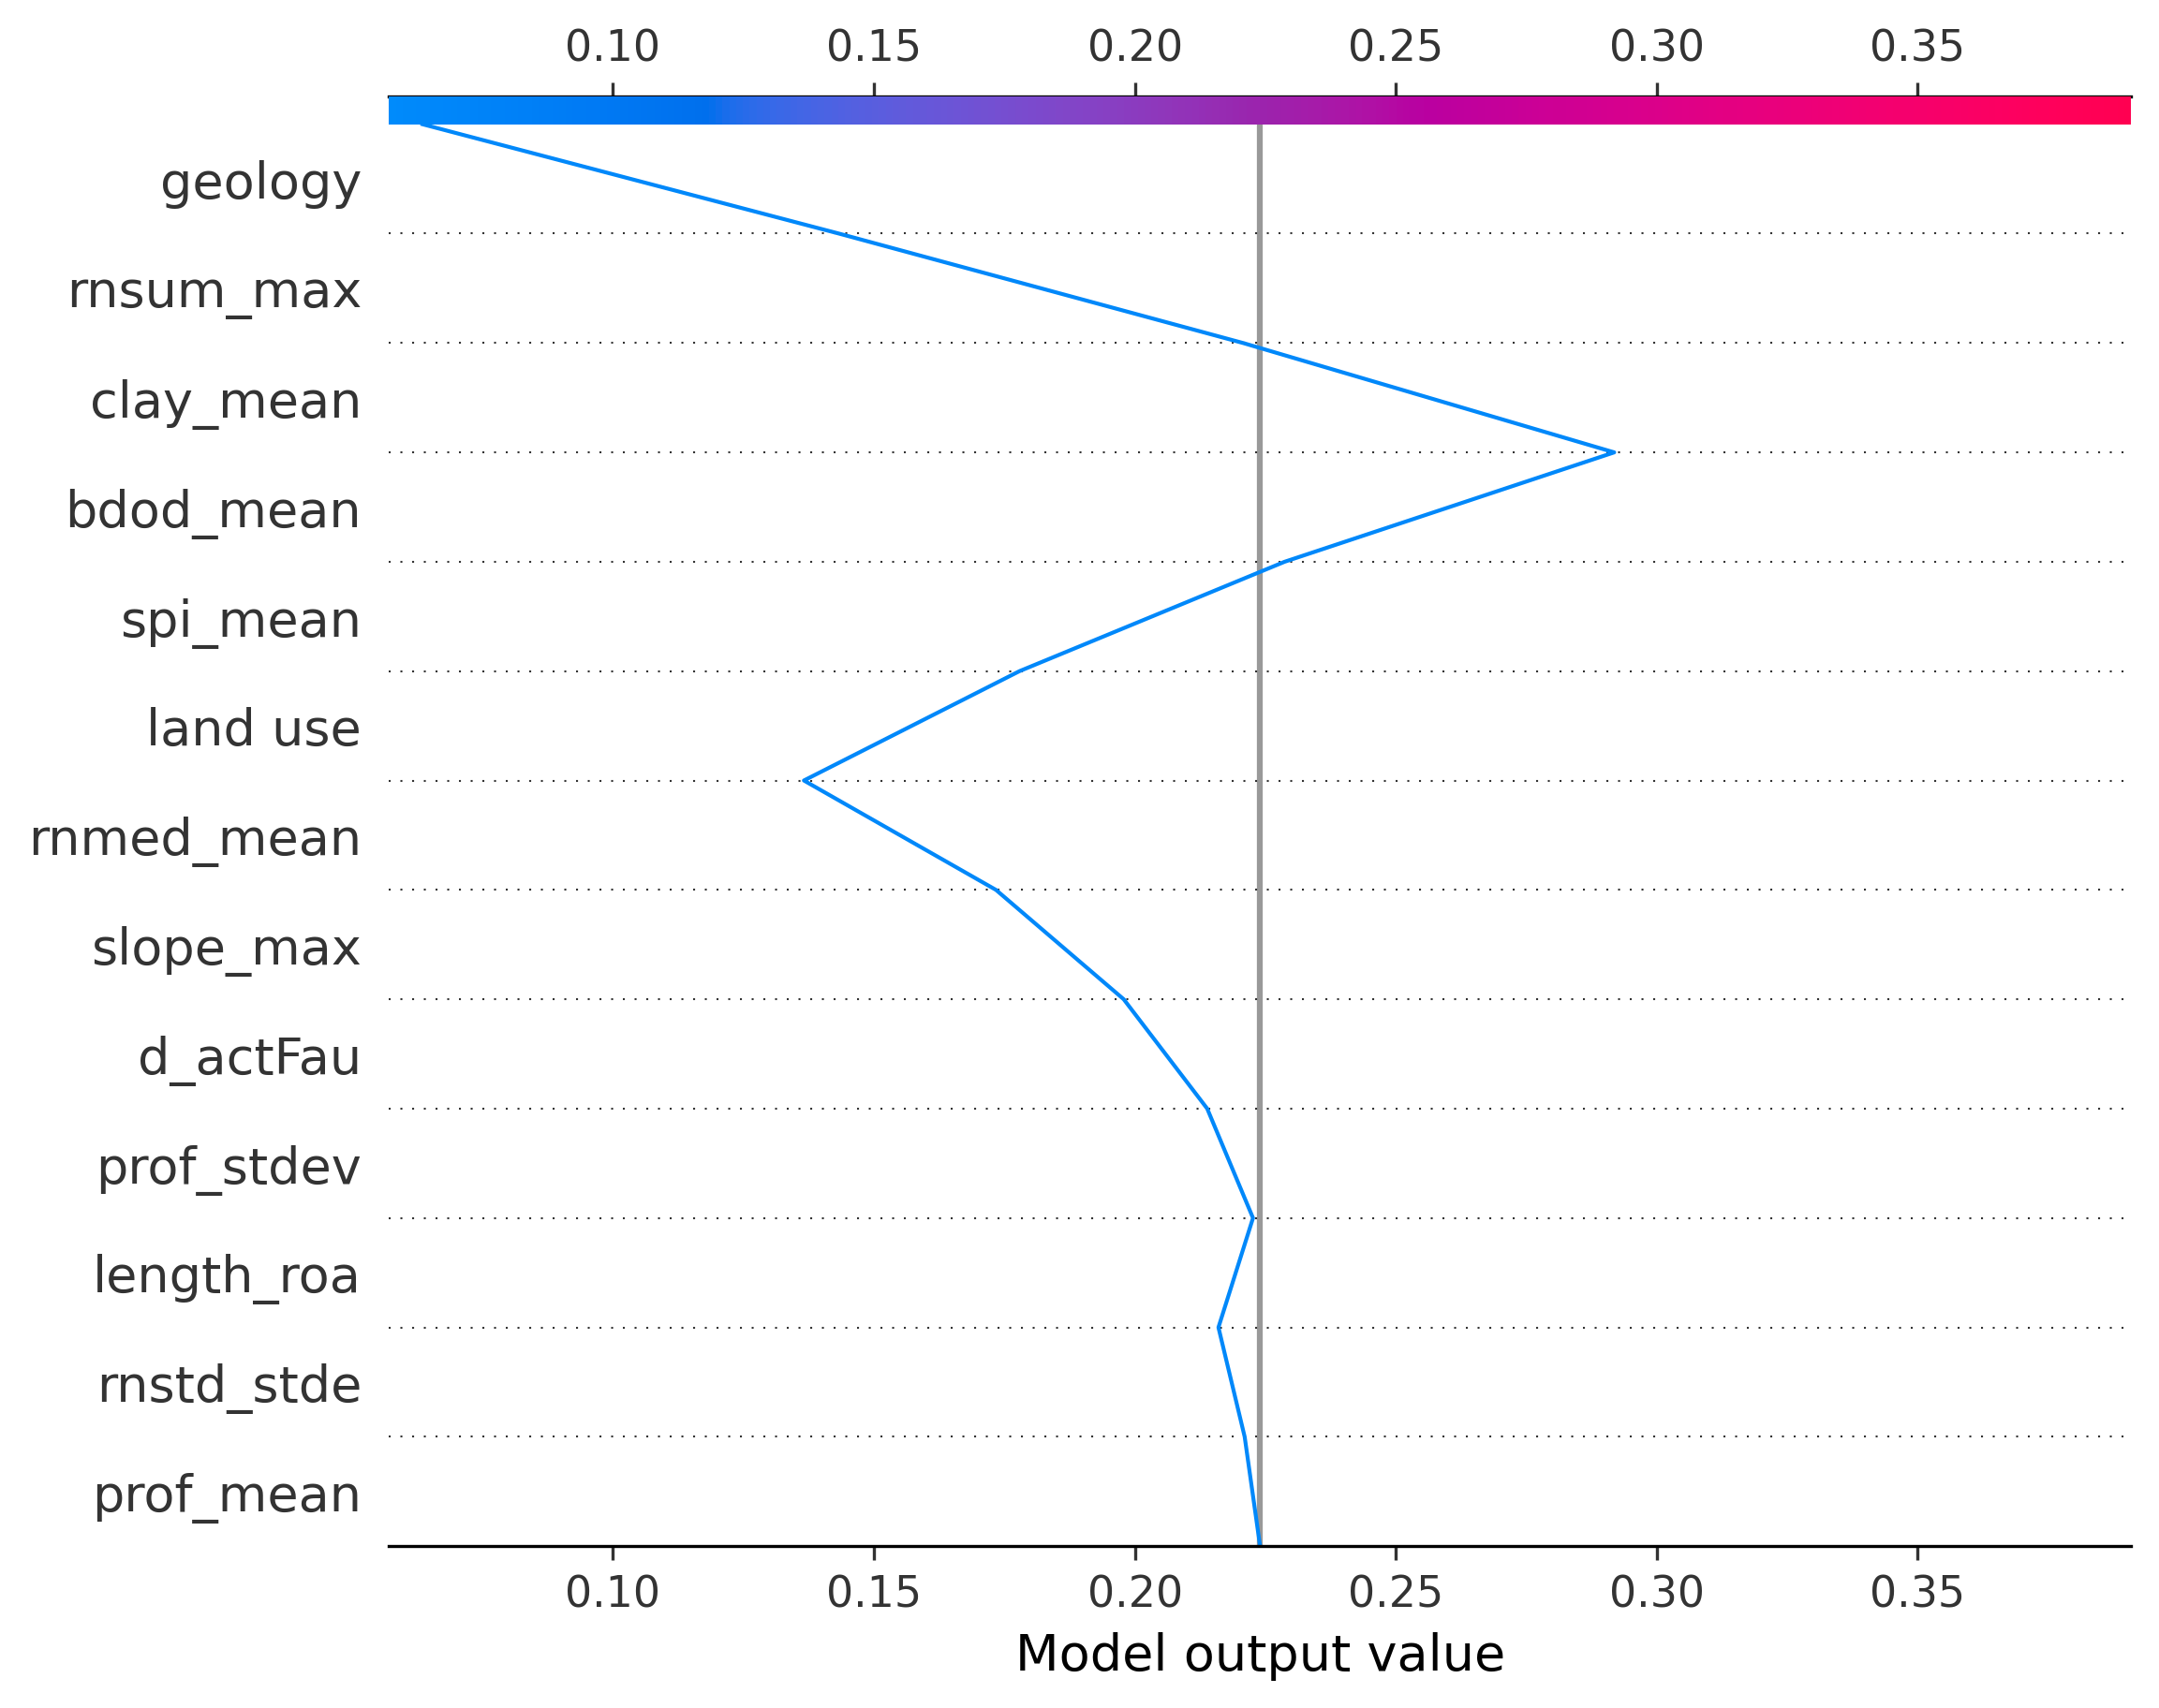 0.10 0.15 0.20 0.25 0.30 0.35
geology
rnsum_max
clay_mean
bdod_mean
spi_mean
land use
rnmed_mean
slope_max
d_actFau
prof_stdev
length_roa
rnstd_stde
prof_mean
0.10 0.15 0.20 0.25 0.30 0.35
Model output value